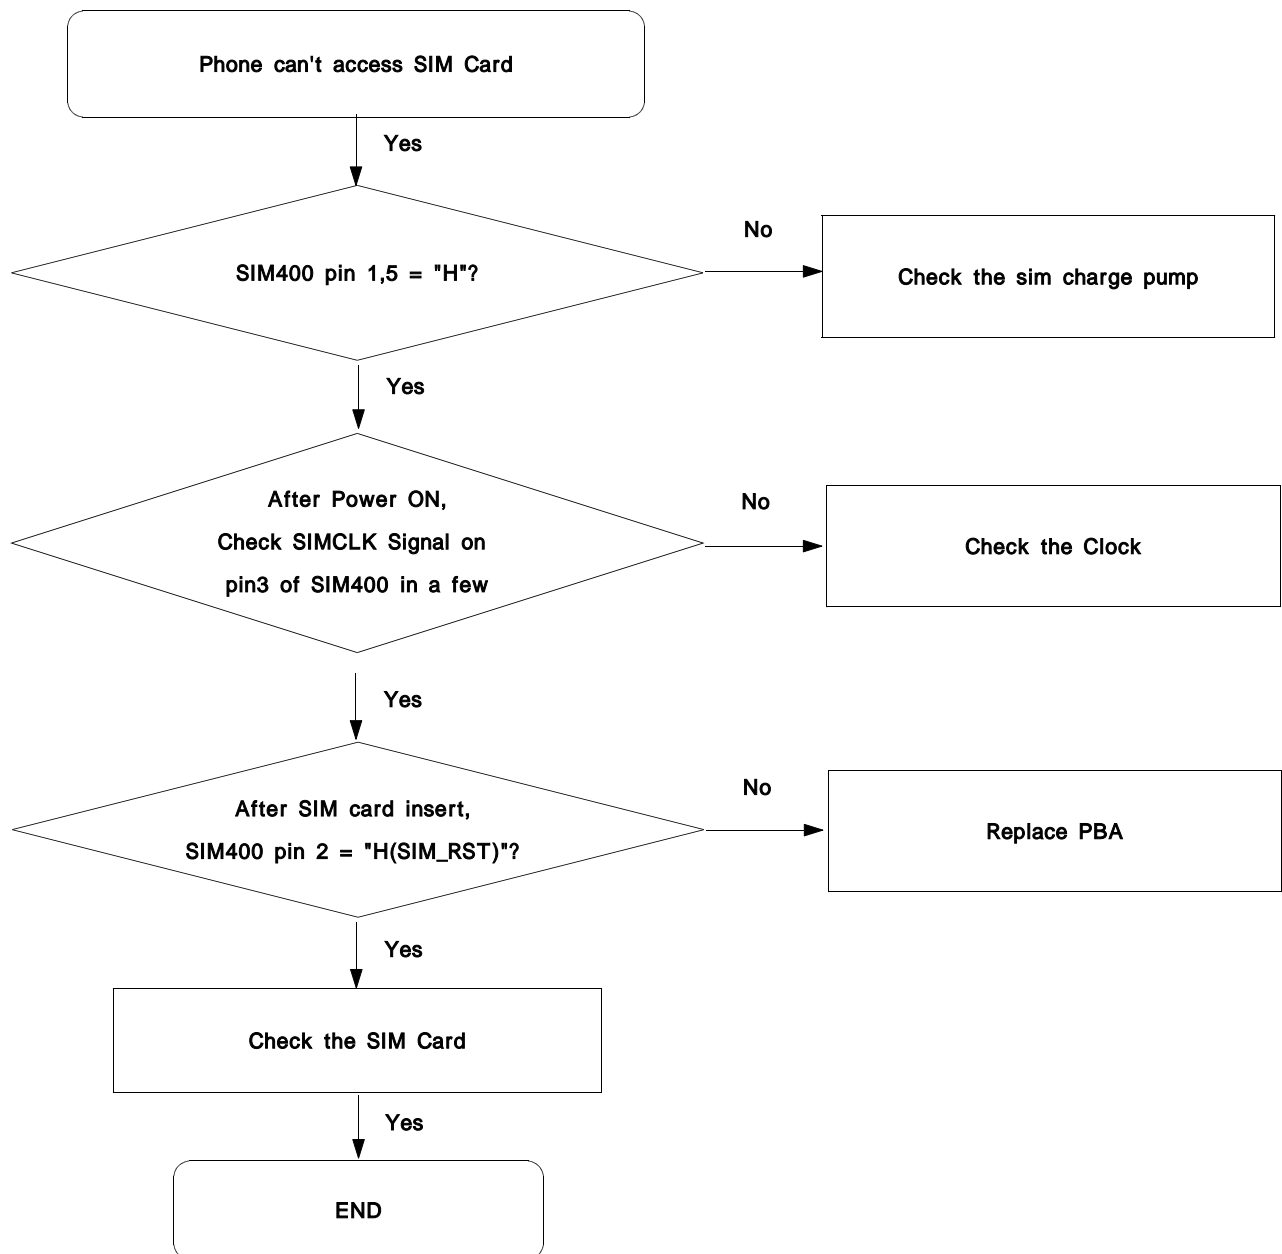 Phone can't access SIM Card
Yes
SIM400 pin 1,5 = "H"?
No
Check the sim charge pump
Yes
After Power ON,
Check SIMCLK Signal on
pin3 of SIM400 in a few
No
Check the Clock
Yes
After SIM card insert,
SIM400 pin 2 = "H(SIM_RST)"?
No
Replace PBA
Yes
Check the SIM Card
Yes
END